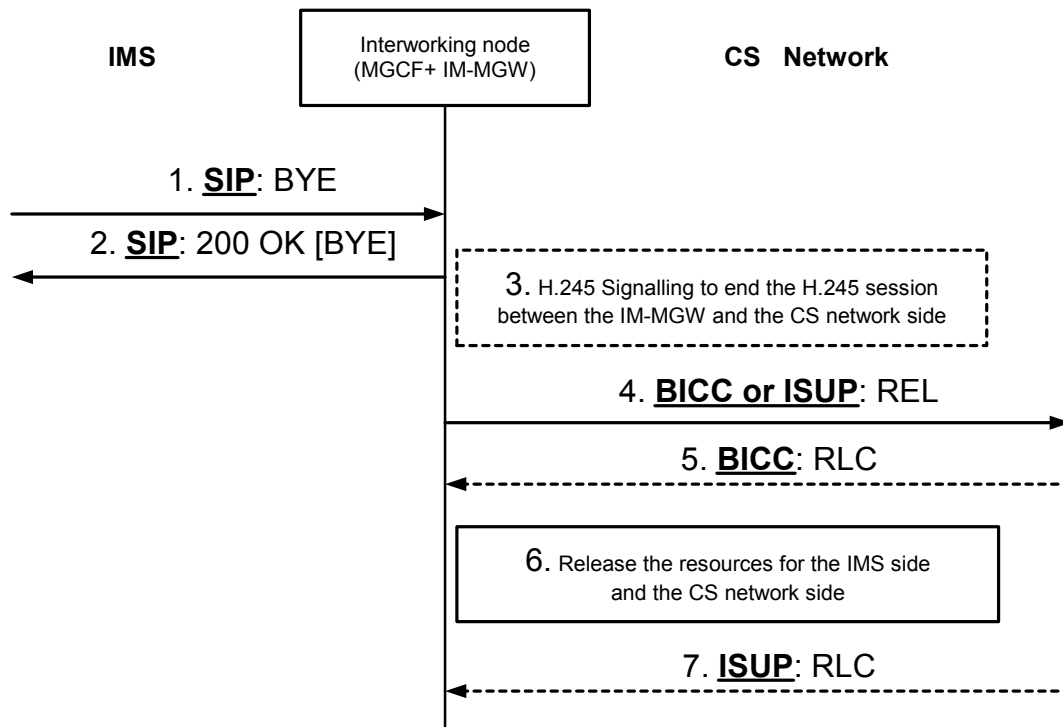 IMS
Interworking node
(MGCF+ IM-MGW)
CS Network
1. SIP: BYE
2. SIP: 200 OK [BYE]
3. H.245 Signalling to end the H.245 session
between the IM-MGW and the CS network side
4. BICC or ISUP: REL
5. BICC: RLC
6. Release the resources for the IMS side
and the CS network side
7. ISUP: RLC